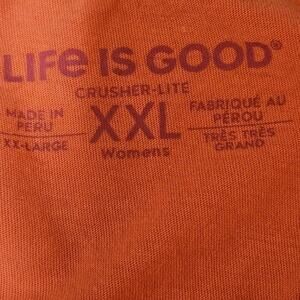 LIFE IS GOOD®
CRUSHER-LITE
MADE IN
PERU
XX-LARGE
XXL
Womens
FABRIQUÉ AU
PÉROU
TRÈS TRÈS
GRAND